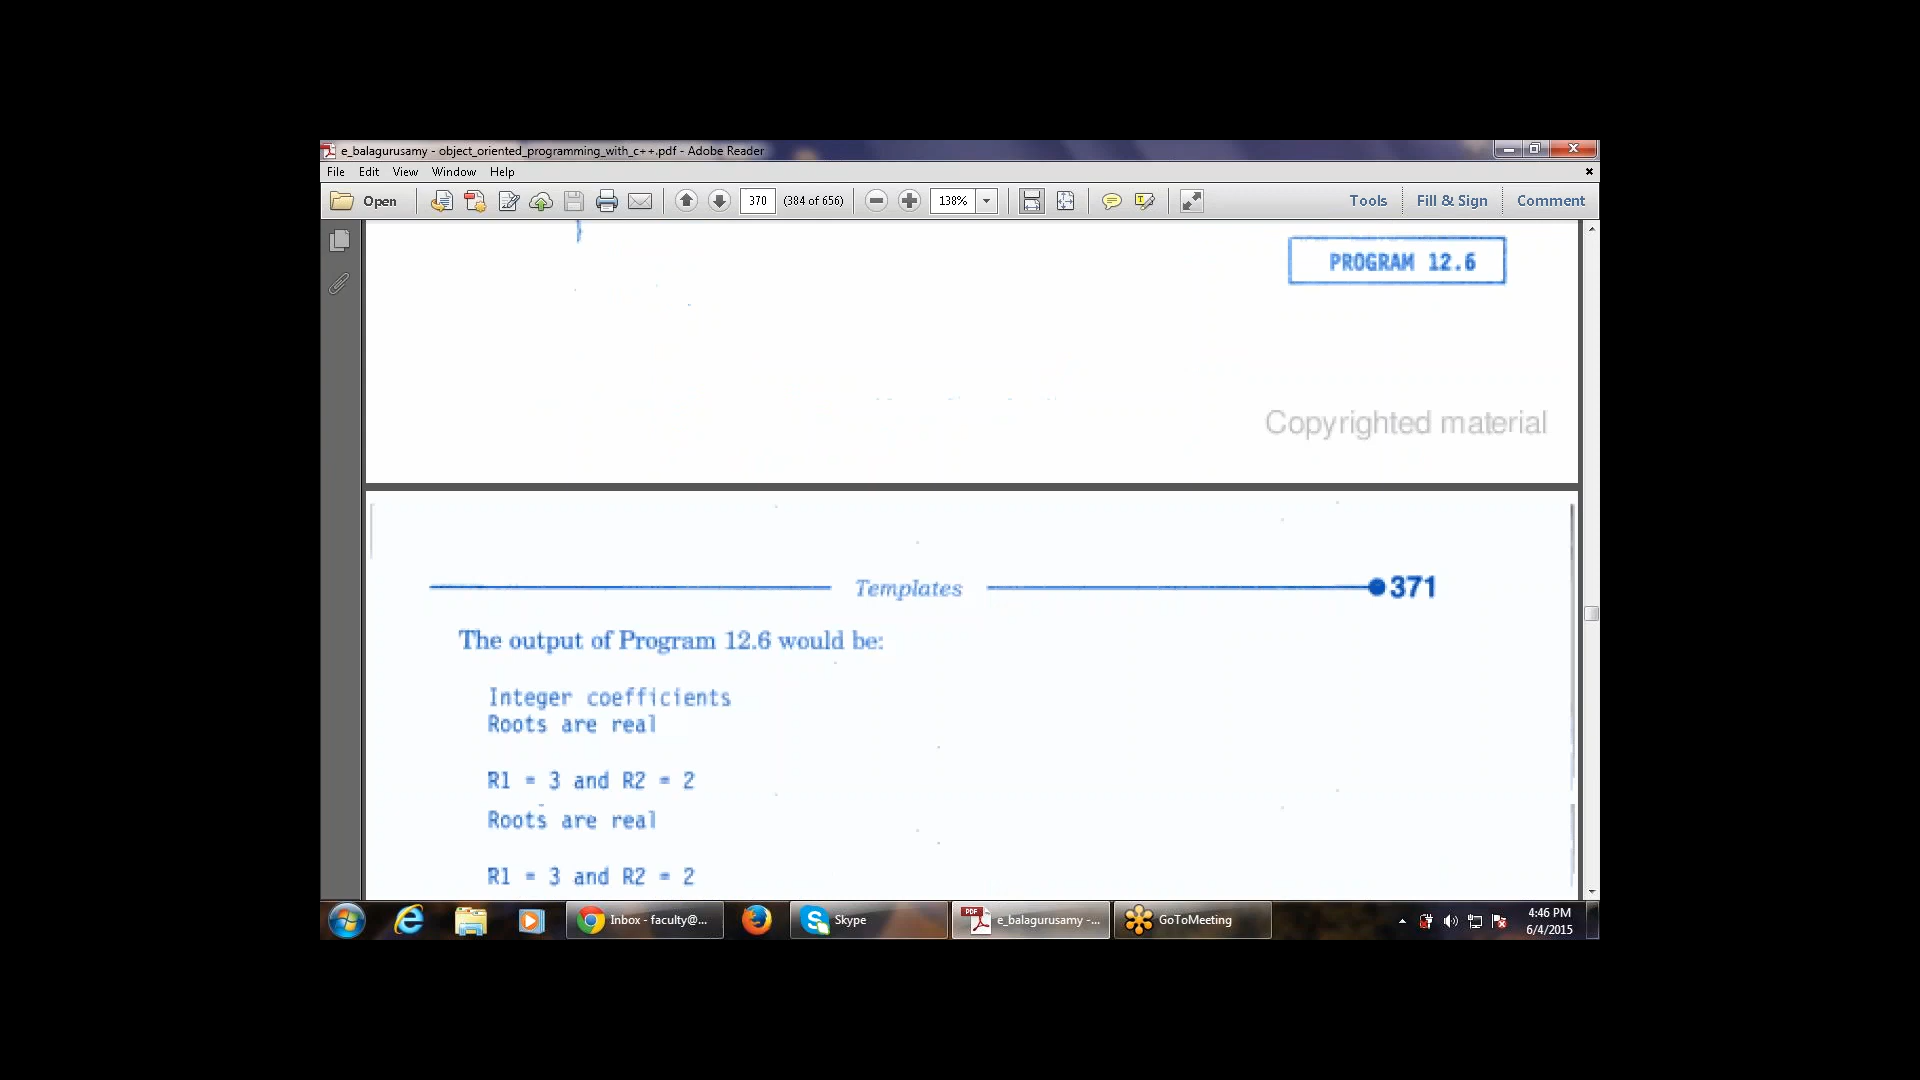 e_balagurusamy - object_oriented_programming_with_c++.pdf - Adobe Reader
File Edit View Window Help
Open 370 (384 of 656) 138% Tools Fill & Sign Comment
}
PROGRAM 12.6
Copyrighted material
Templates 371
The output of Program 12.6 would be:
Integer coefficients
Roots are real
R1 = 3 and R2 = 2
Roots are real
R1 = 3 and R2 = 2
Inbox - faculty@... Skype e_balagurusamy -... GoToMeeting 4:46 PM
6/4/2015